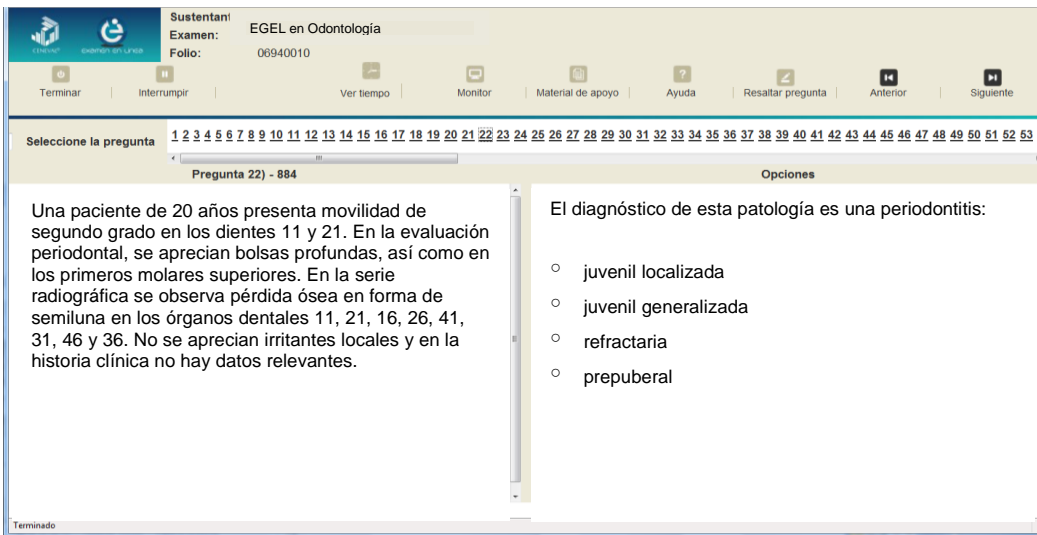 Sustentant
Examen: EGEL en Odontología
Folio: 06940010
CENEVAL
examen en línea
Terminar Interrumpir Ver tiempo Monitor Material de apoyo Ayuda Resaltar pregunta Anterior Siguiente
Seleccione la pregunta 1 2 3 4 5 6 7 8 9 10 11 12 13 14 15 16 17 18 19 20 21 22 23 24 25 26 27 28 29 30 31 32 33 34 35 36 37 38 39 40 41 42 43 44 45 46 47 48 49 50 51 52 53
Pregunta 22) - 884
Opciones
Una paciente de 20 años presenta movilidad de
segundo grado en los dientes 11 y 21. En la evaluación
periodontal, se aprecian bolsas profundas, así como en
los primeros molares superiores. En la serie
radiográfica se observa pérdida ósea en forma de
semiluna en los órganos dentales 11, 21, 16, 26, 41,
31, 46 y 36. No se aprecian irritantes locales y en la
historia clínica no hay datos relevantes.
El diagnóstico de esta patología es una periodontitis:
juvenil localizada
juvenil generalizada
refractaria
prepuberal
Terminado